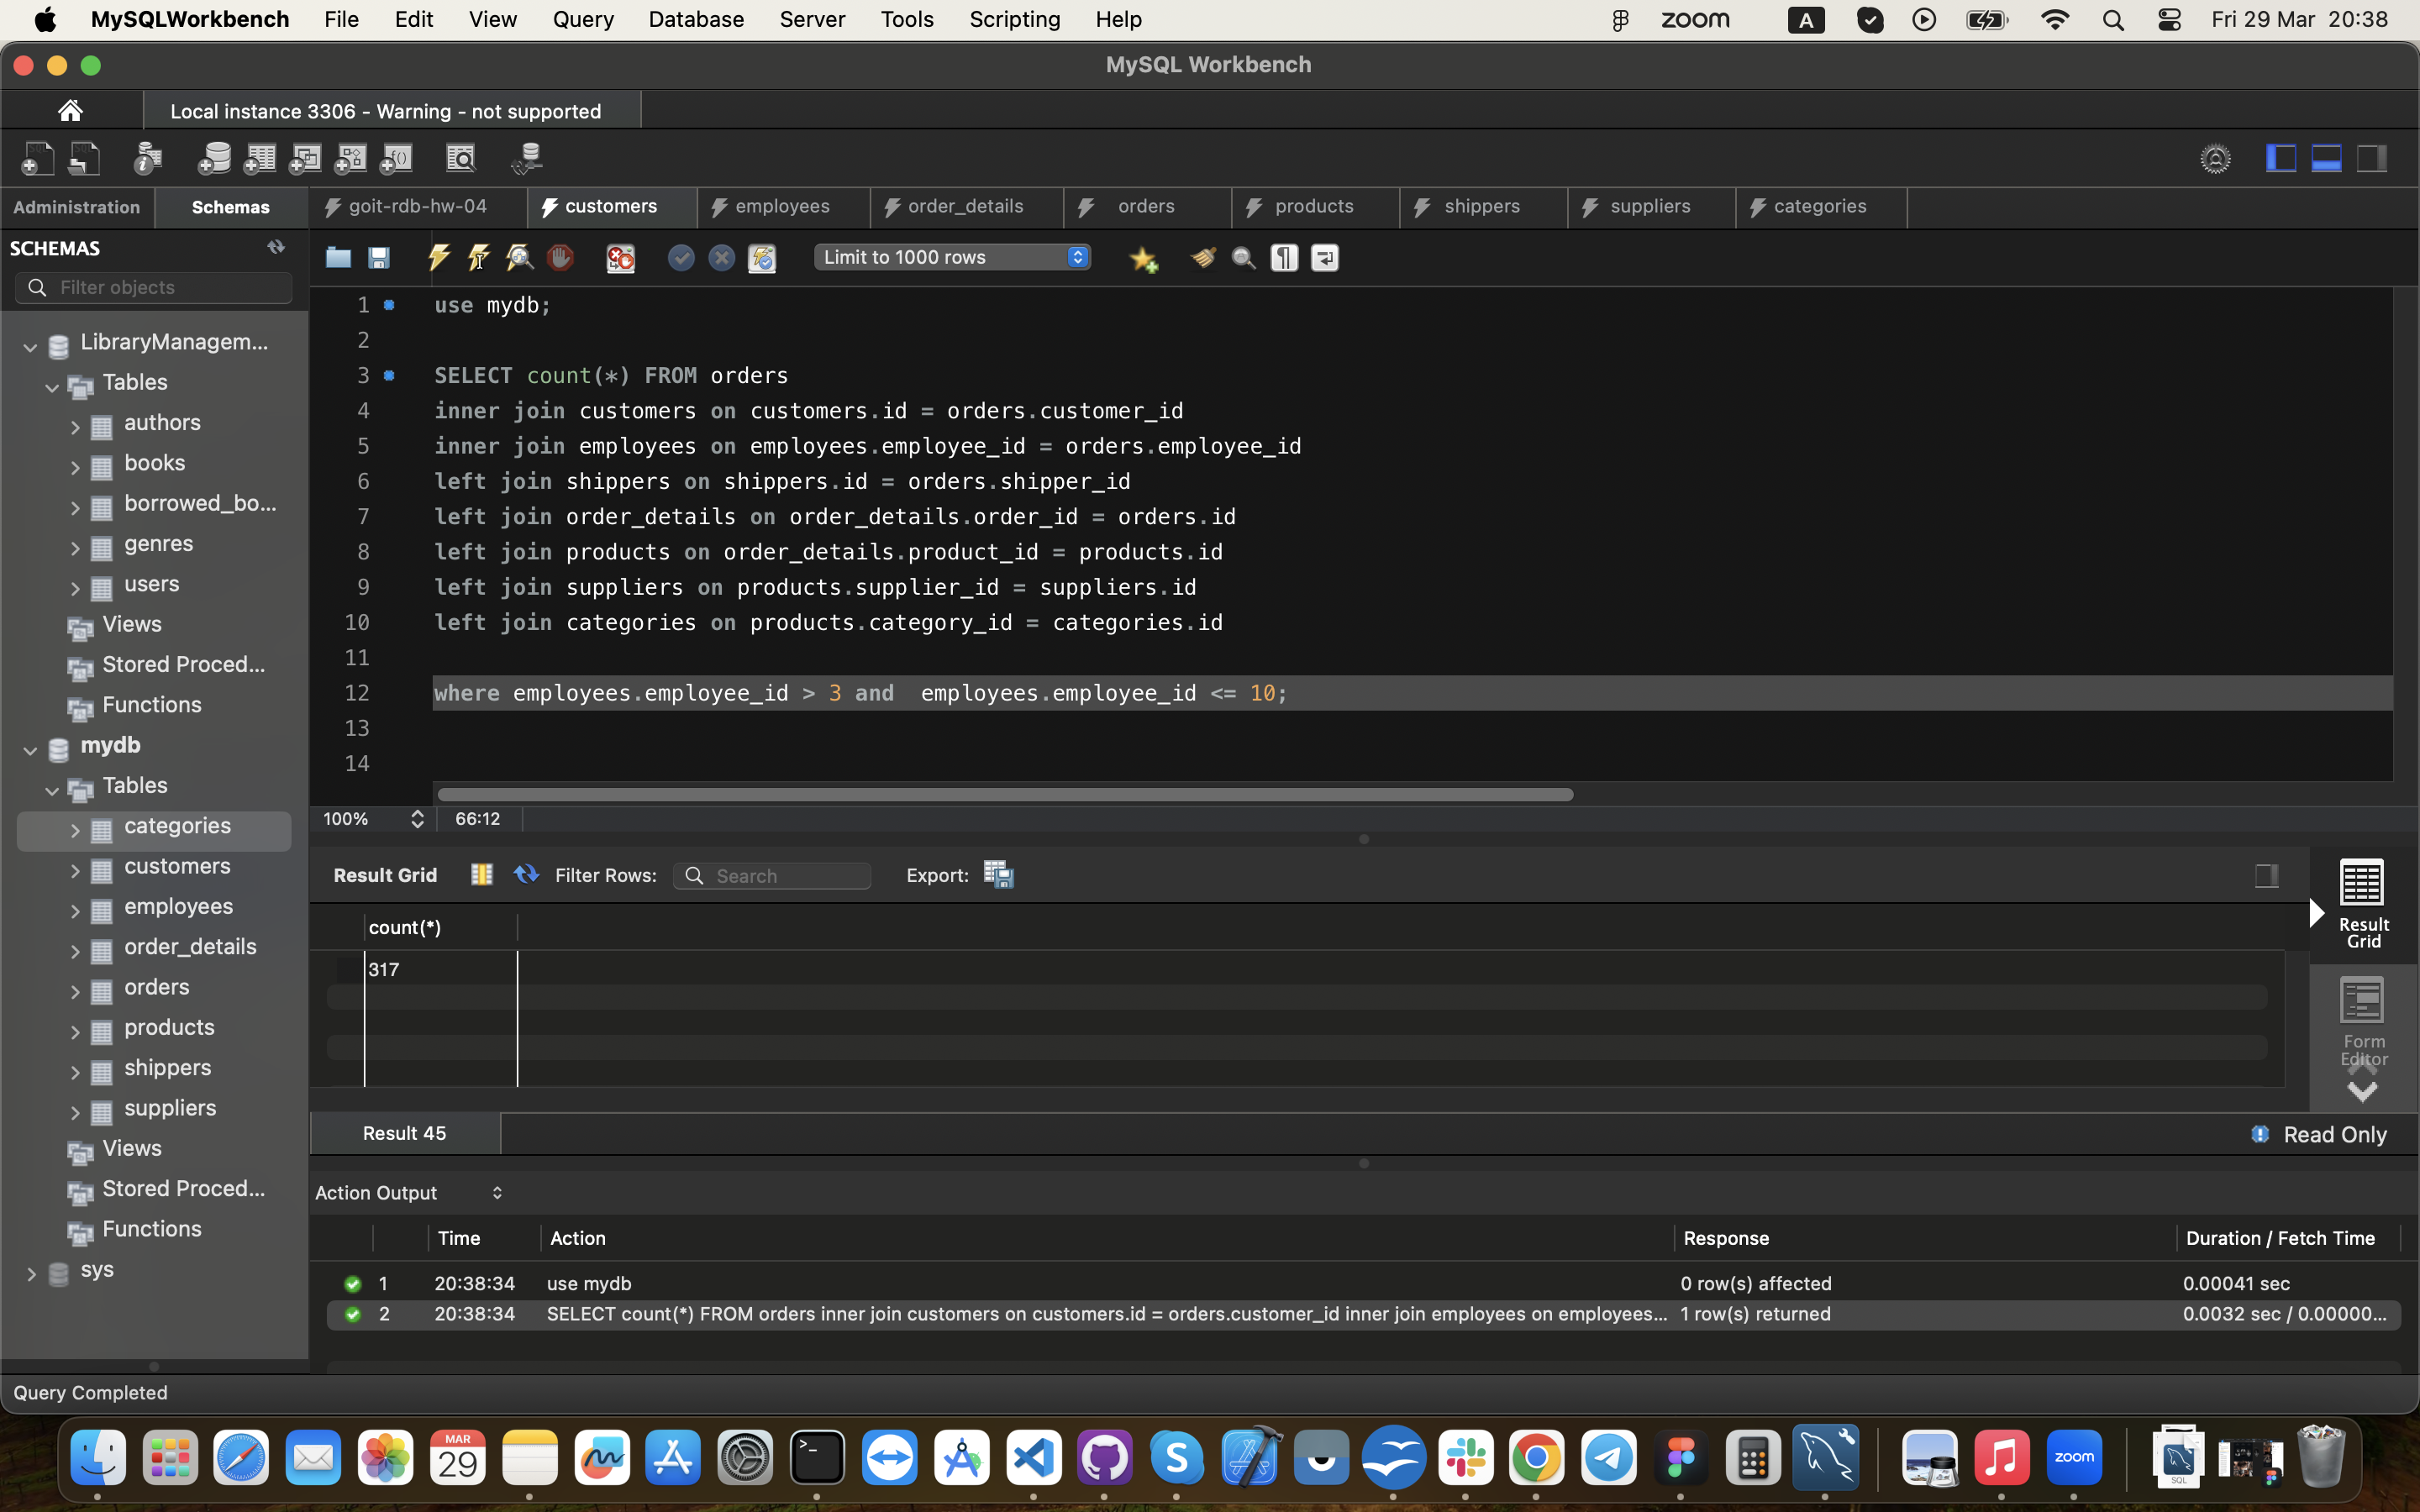 MySQLWorkbench File Edit View Query Database Server Tools Scripting Help zoom A Fri 29 Mar 20:38
MySQL Workbench
Local instance 3306 - Warning - not supported
Administration Schemas goit-rdb-hw-04 customers employees order_details orders products shippers suppliers categories
SCHEMAS
Limit to 1000 rows
Filter objects
LibraryManagem...
Tables
authors
books
borrowed_bo...
genres
users
Views
Stored Proced...
Functions
mydb
Tables
categories
customers
employees
order_details
orders
products
shippers
suppliers
Views
Stored Proced...
Functions
sys
1 use mydb;
2
3 SELECT count(*) FROM orders
4 inner join customers on customers.id = orders.customer_id
5 inner join employees on employees.employee_id = orders.employee_id
6 left join shippers on shippers.id = orders.shipper_id
7 left join order_details on order_details.order_id = orders.id
8 left join products on order_details.product_id = products.id
9 left join suppliers on products.supplier_id = suppliers.id
10 left join categories on products.category_id = categories.id
11
12 where employees.employee_id > 3 and  employees.employee_id <= 10;
13
14
100% 66:12
Result Grid Filter Rows: Search Export:
count(*)
317
Result
Grid
Form
Editor
Result 45 Read Only
Action Output
Time Action Response Duration / Fetch Time
1 20:38:34 use mydb 0 row(s) affected 0.00041 sec
2 20:38:34 SELECT count(*) FROM orders inner join customers on customers.id = orders.customer_id inner join employees on employees... 1 row(s) returned 0.0032 sec / 0.00000...
Query Completed
MAR
29
zoom
SQL